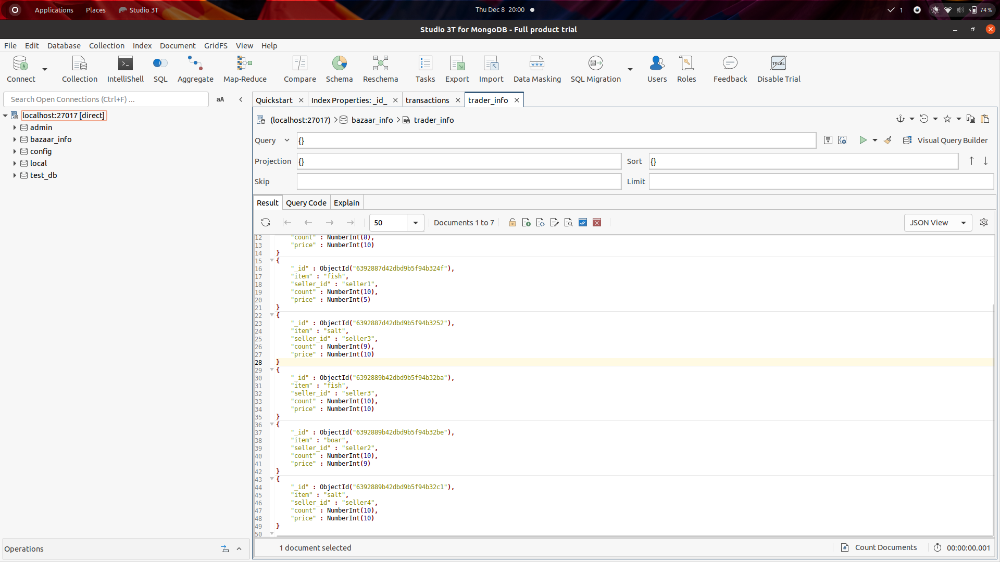 Applications Places Studio 3T Thu Dec 8 20:00 1 74%
Studio 3T for MongoDB - Full product trial
File Edit Database Collection Index Document GridFS View Help
Connect Collection IntelliShell SQL Aggregate Map-Reduce Compare Schema Reschema Tasks Export Import Data Masking SQL Migration Users Roles Feedback Disable Trial
Search Open Connections (Ctrl+F) ... aA
localhost:27017 [direct]
admin
bazaar_info
config
local
test_db
Operations
Quickstart Index Properties: _id_ transactions trader_info
(localhost:27017) bazaar_info trader_info
Query {} Visual Query Builder
Projection {} Sort {}
Skip Limit
Result Query Code Explain
50 Documents 1 to 7 JSON View
12 "count" : NumberInt(8),
13 "price" : NumberInt(10)
14 }
15 {
16 "_id" : ObjectId("6392887d42dbd9b5f94b324f"),
17 "item" : "fish",
18 "seller_id" : "seller1",
19 "count" : NumberInt(10),
20 "price" : NumberInt(5)
21 }
22 {
23 "_id" : ObjectId("6392887d42dbd9b5f94b3252"),
24 "item" : "salt",
25 "seller_id" : "seller3",
26 "count" : NumberInt(9),
27 "price" : NumberInt(10)
28 }
29 {
30 "_id" : ObjectId("6392889b42dbd9b5f94b32ba"),
31 "item" : "fish",
32 "seller_id" : "seller3",
33 "count" : NumberInt(10),
34 "price" : NumberInt(10)
35 }
36 {
37 "_id" : ObjectId("6392889b42dbd9b5f94b32be"),
38 "item" : "boar",
39 "seller_id" : "seller2",
40 "count" : NumberInt(10),
41 "price" : NumberInt(9)
42 }
43 {
44 "_id" : ObjectId("6392889b42dbd9b5f94b32c1"),
45 "item" : "salt",
46 "seller_id" : "seller4",
47 "count" : NumberInt(10),
48 "price" : NumberInt(10)
49 }
50
1 document selected Count Documents 00:00:00.001